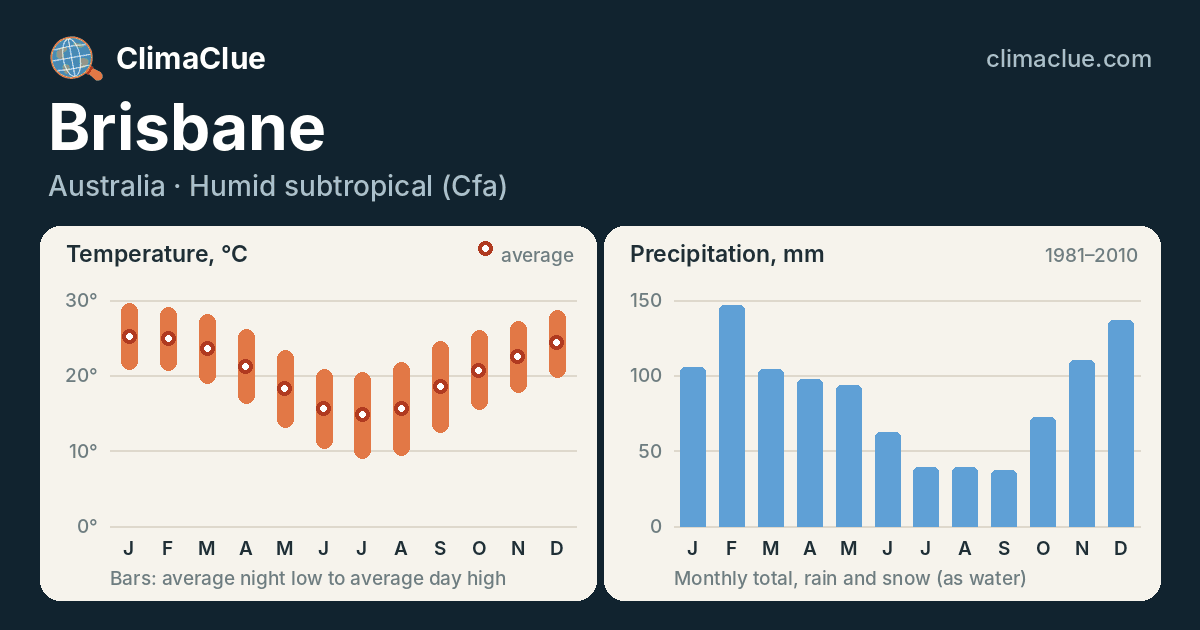 ClimaClue
climaclue.com
Brisbane
Australia · Humid subtropical (Cfa)
Temperature, °C
average
30°
20°
10°
0°
J F M A M J J A S O N D
Bars: average night low to average day high
Precipitation, mm
1981–2010
150
100
50
0
J F M A M J J A S O N D
Monthly total, rain and snow (as water)